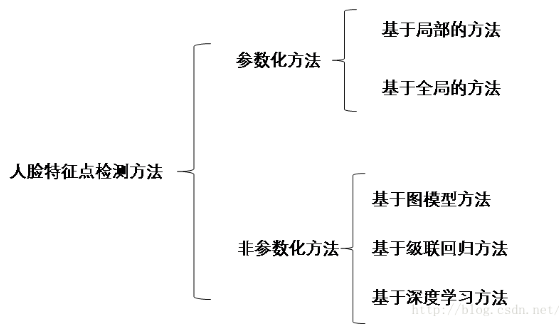 基于局部的方法
参数化方法
基于全局的方法
人脸特征点检测方法
基于图模型方法
非参数化方法
基于级联回归方法
基于深度学习方法
http://blog.csdn.net/